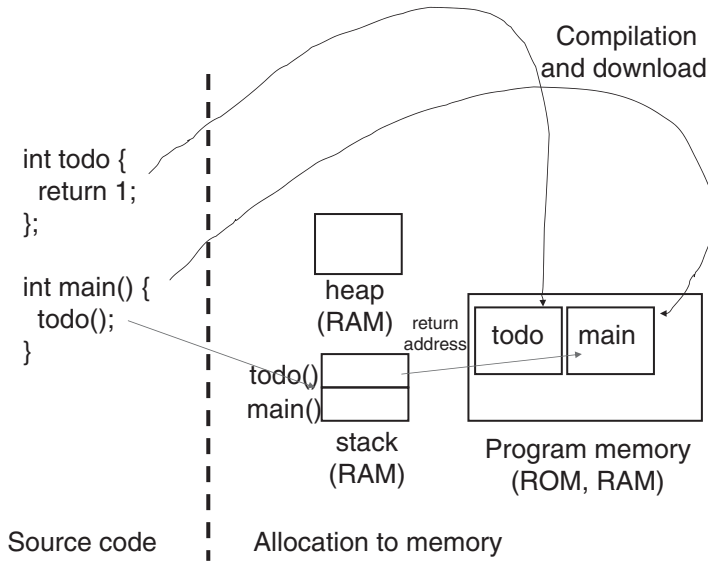 Compilation
and download
int todo {
return 1;
};
int main() {
todo();
}
heap
(RAM)
return
address
todo
main
todo()
main()
stack
(RAM)
Program memory
(ROM, RAM)
Source code
Allocation to memory